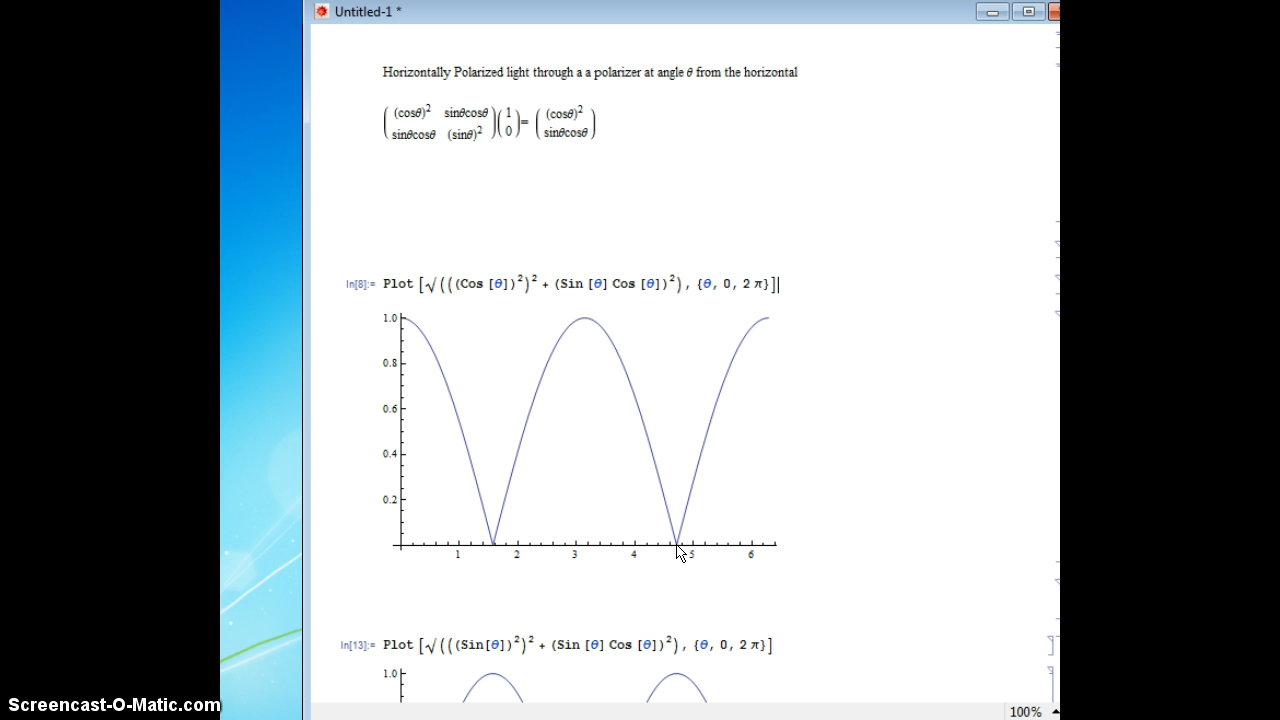 Untitled-1 *
Horizontally Polarized light through a a polarizer at angle θ from the horizontal
( (cosθ)² sinθcosθ ) ( 1 ) = ( (cosθ)² )
( sinθcosθ (sinθ)² ) ( 0 ) ( sinθcosθ )
In[8]:= Plot [√(((Cos [θ])²)² + (Sin [θ] Cos [θ])²), {θ, 0, 2 π}]
1.0
0.8
0.6
0.4
0.2
1 2 3 4 5 6
In[13]:= Plot [√(((Sin[θ])²)² + (Sin [θ] Cos [θ])²), {θ, 0, 2 π}]
1.0
100%
Screencast-O-Matic.com